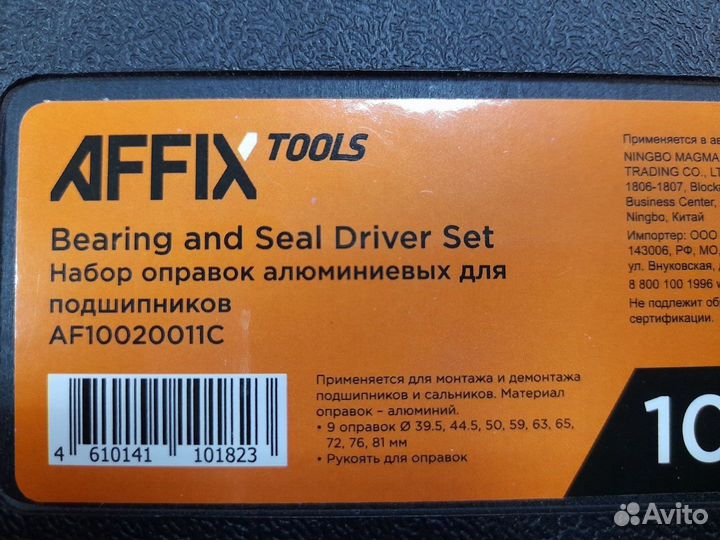 AFFIX TOOLS
Bearing and Seal Driver Set
Набор оправок алюминиевых для
подшипников
AF10020011C
4 610141 101823
Применяется для монтажа и демонтажа
подшипников и сальников. Материал
оправок – алюминий.
• 9 оправок Ø 39.5, 44.5, 50, 59, 63, 65,
72, 76, 81 мм
• Рукоять для оправок
Применяется в ав
NINGBO MAGMA
TRADING CO., LT
1806-1807, Block
Business Center,
Ningbo, Китай
Импортер: ООО
143006, РФ, МО,
ул. Внуковская,
8 800 100 1996
Не подлежит об
сертификации.
10
Avito